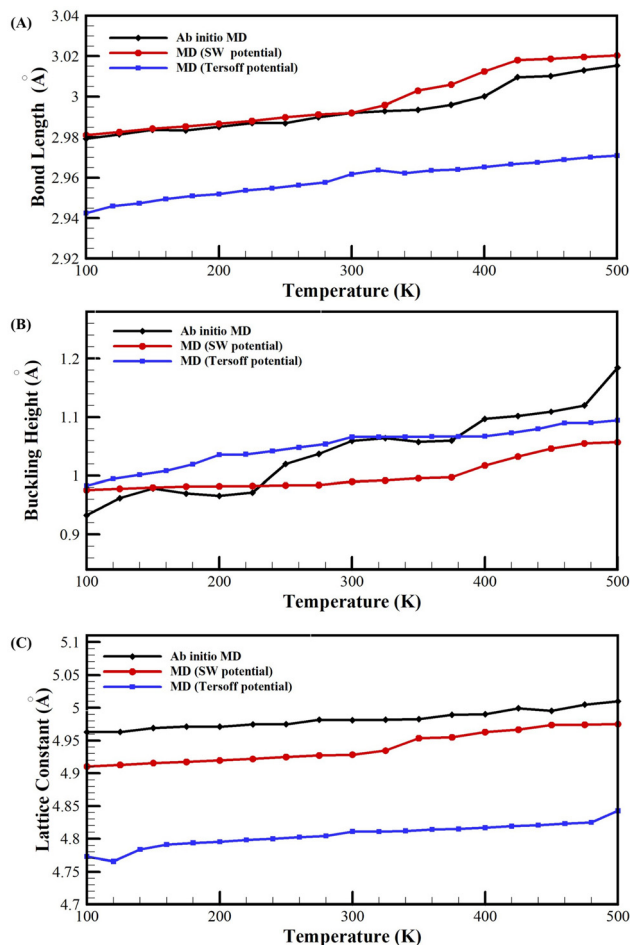 (A)
Ab initio MD
MD (SW potential)
MD (Tersoff potential)
Bond Length (Å)
3.04
3.02
3
2.98
2.96
2.94
2.92
100 200 300 400 500
Temperature (K)
(B)
Ab initio MD
MD (SW potential)
MD (Tersoff potential)
Buckling Height (Å)
1.2
1.1
1
0.9
100 200 300 400 500
Temperature (K)
(C)
Ab initio MD
MD (SW potential)
MD (Tersoff potential)
Lattice Constant (Å)
5.1
5.05
5
4.95
4.9
4.85
4.8
4.75
4.7
100 200 300 400 500
Temperature (K)